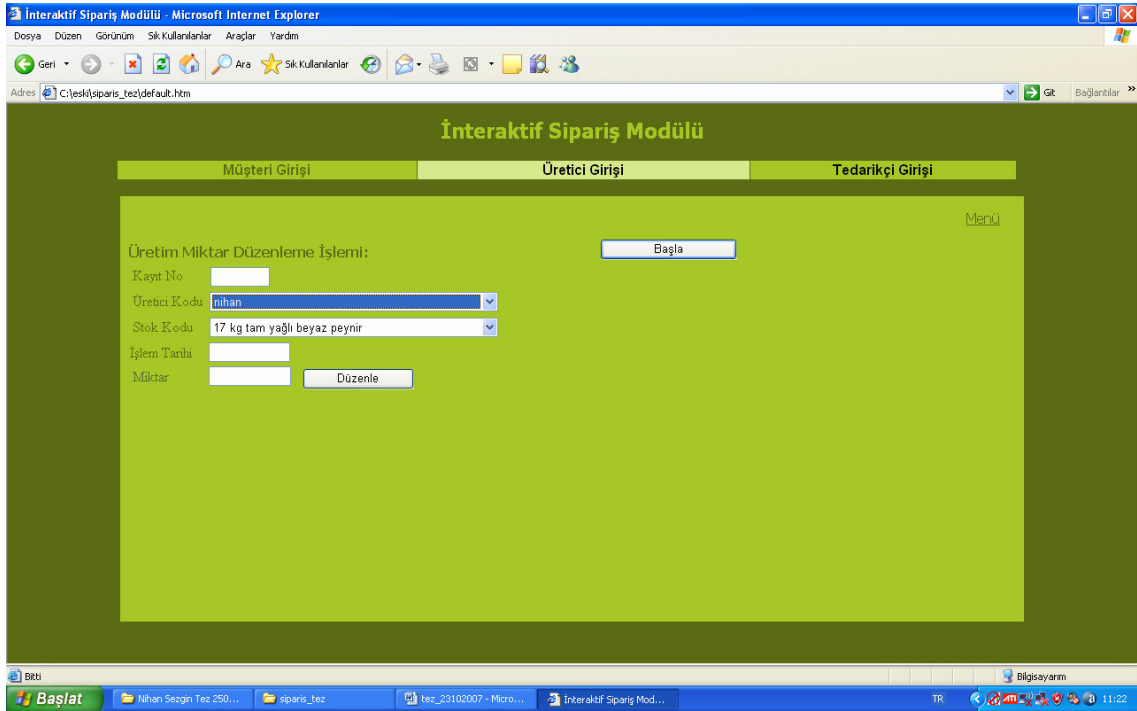 İnteraktif Sipariş Modülü - Microsoft Internet Explorer
Dosya Düzen Görünüm Sık Kullanılanlar Araçlar Yardım
Geri Ara Sık Kullanılanlar
Adres C:\eski\siparis_tez\default.htm Git Bağlantılar »
İnteraktif Sipariş Modülü
Müşteri Girişi Üretici Girişi Tedarikçi Girişi
Menü
Üretim Miktar Düzenleme İşlemi: Başla
Kayıt No
Üretici Kodu nihan
Stok Kodu 17 kg tam yağlı beyaz peynir
İşlem Tarihi
Miktar Düzenle
Bitti Bilgisayarım
Başlat Nihan Sezgin Tez 250... siparis_tez tez_23102007 - Micro... İnteraktif Sipariş Mod... TR ATI 11:22